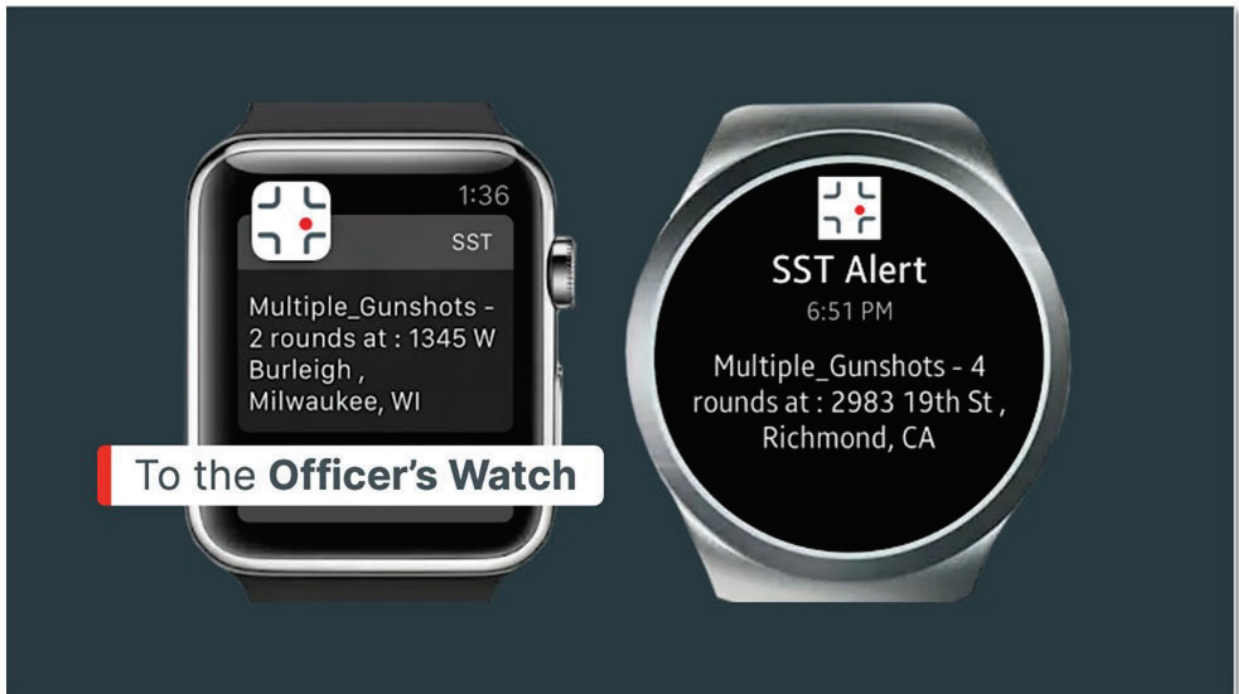 1:36
SST
Multiple_Gunshots -
2 rounds at : 1345 W
Burleigh ,
Milwaukee, WI
To the Officer's Watch
SST Alert
6:51 PM
Multiple_Gunshots - 4
rounds at : 2983 19th St ,
Richmond, CA